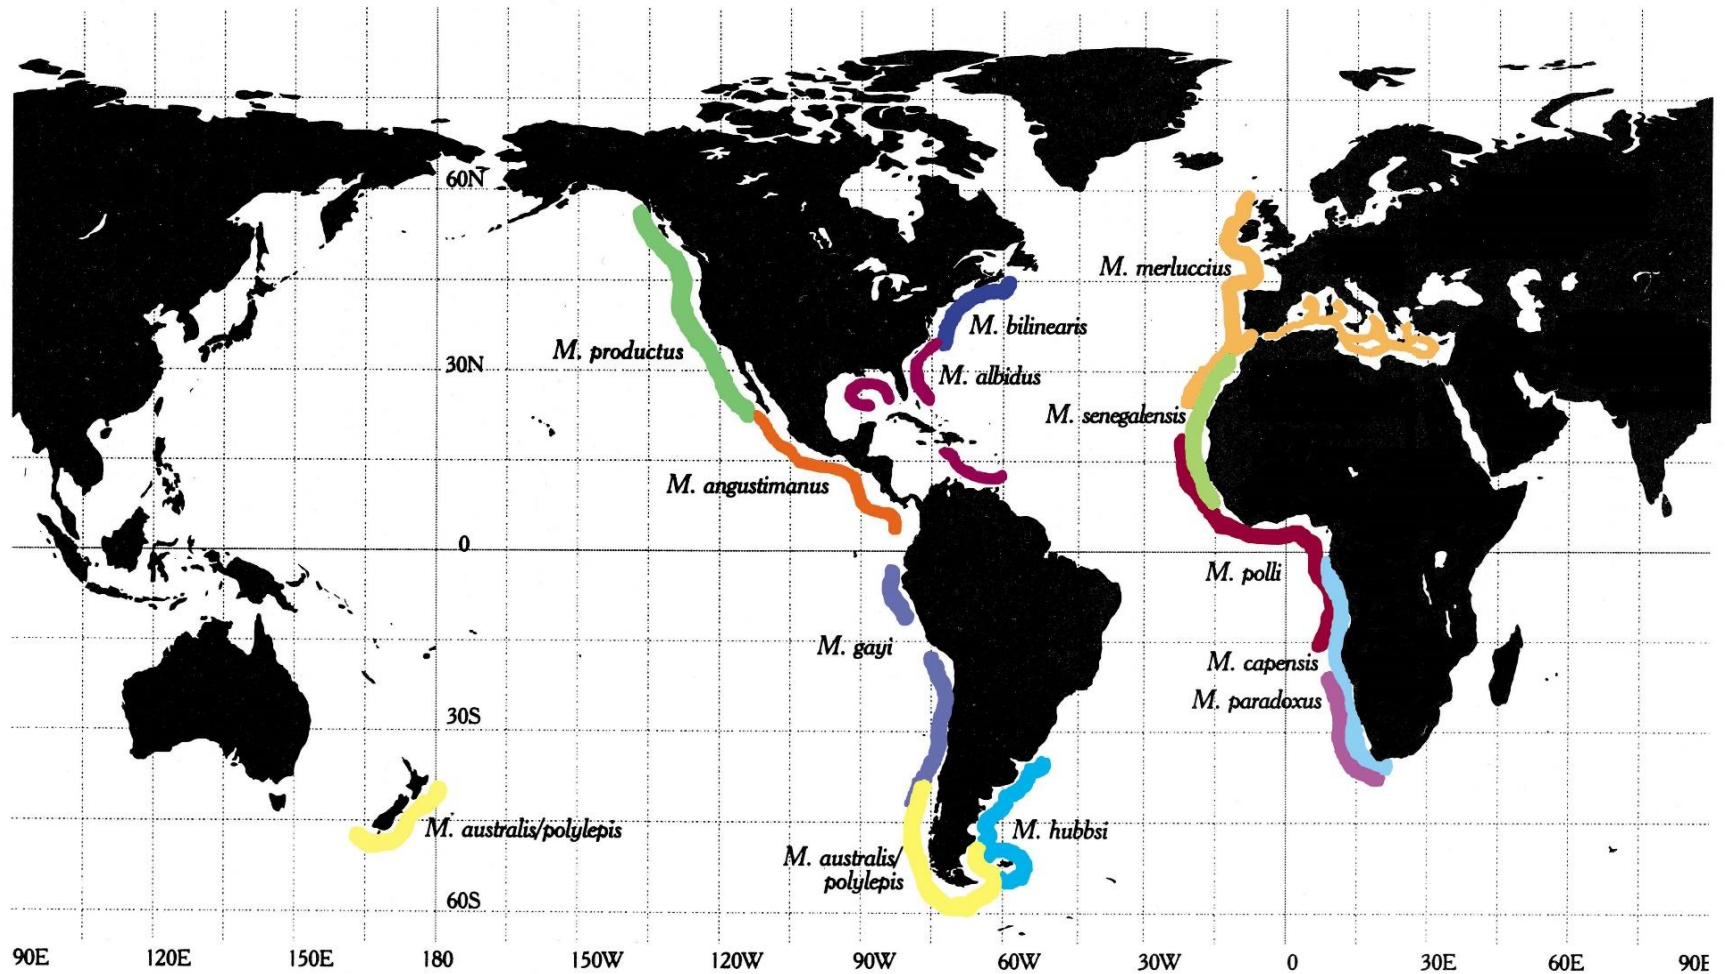 60N
M. merluccius
M. bilinearis
M. productus
30N
M. albidus
M. senegalensis
M. angustimanus
0
M. polli
M. gayi
M. capensis
M. paradoxus
30S
M. australis/polylepis
M. hubbsi
M. australis/
polylepis
60S
90E 120E 150E 180 150W 120W 90W 60W 30W 0 30E 60E 90E